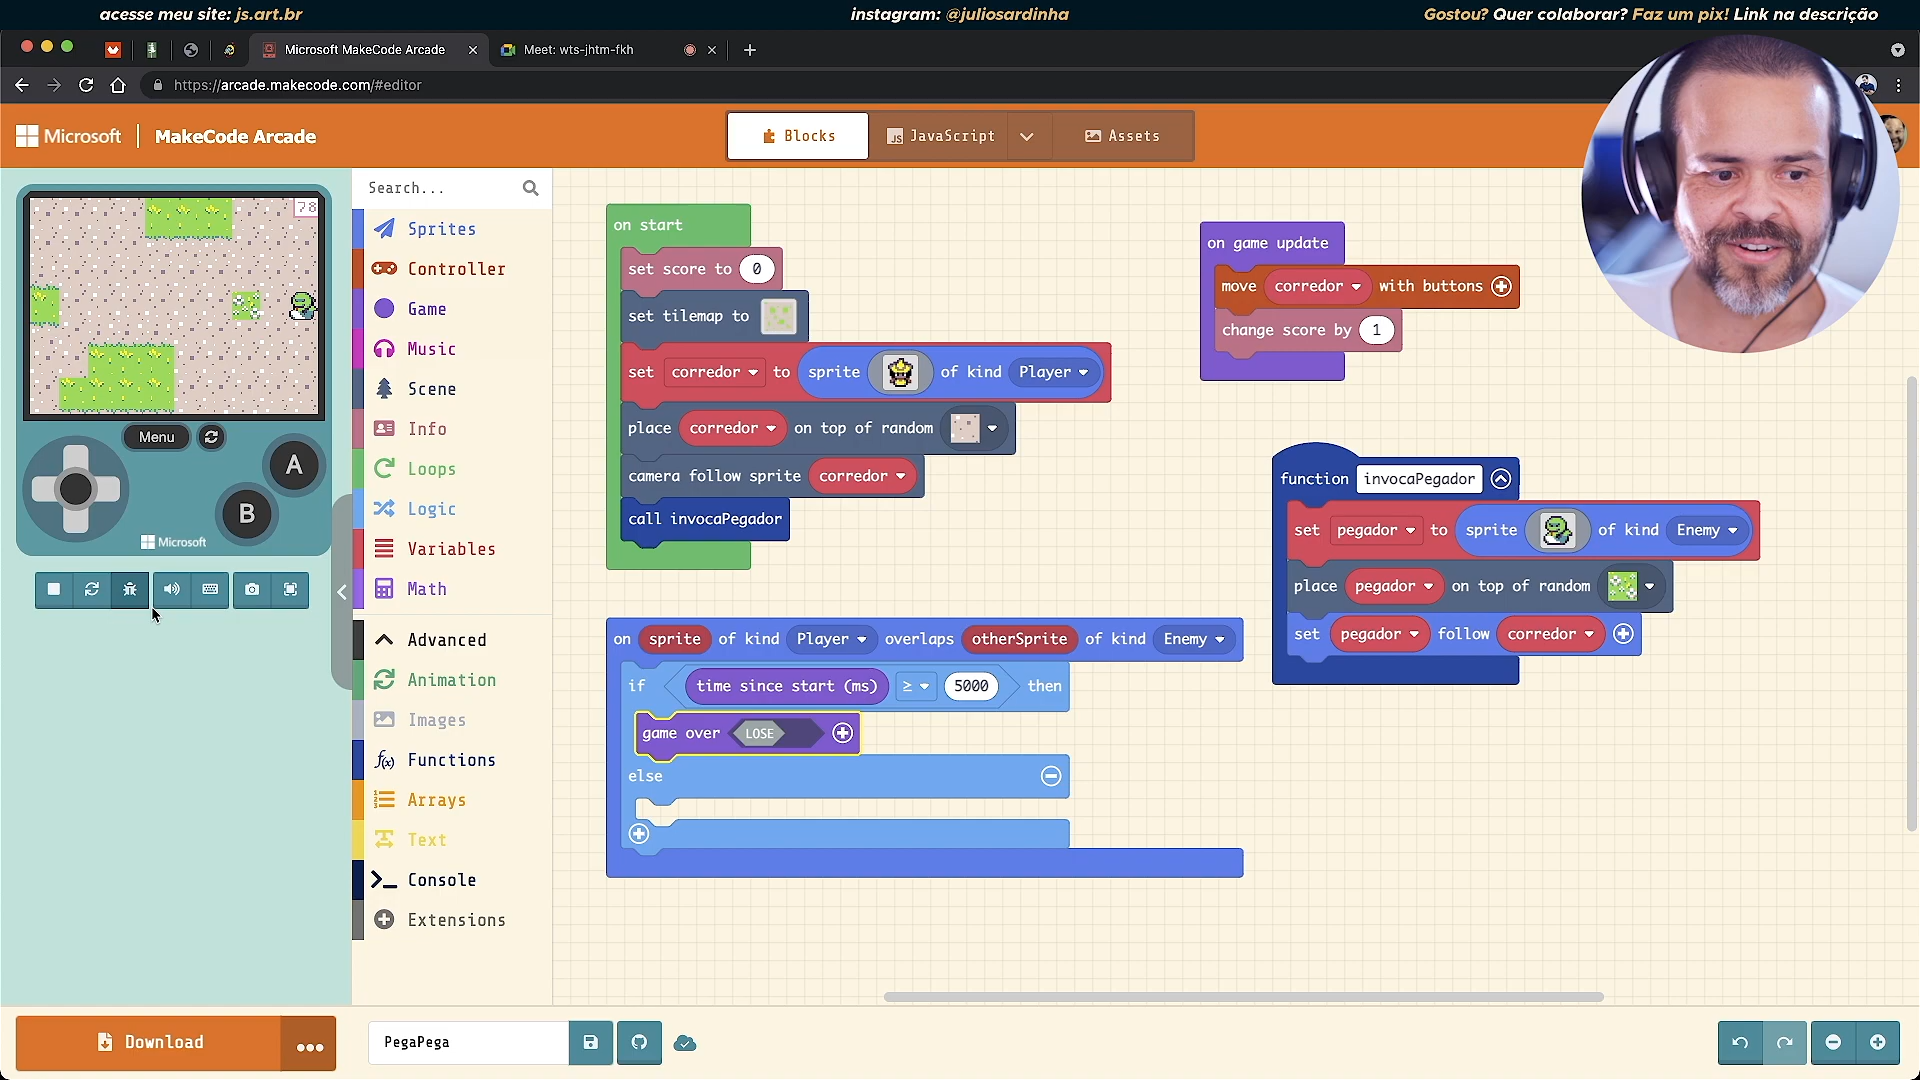 acesse meu site: js.art.br
instagram: @juliosardinha
Gostou? Quer colaborar? Faz um pix! Link na descrição
Microsoft MakeCode Arcade
Meet: wts-jhtm-fkh
https://arcade.makecode.com/#editor
Microsoft | MakeCode Arcade
Blocks
JS JavaScript
Assets
78
Menu
A
B
Microsoft
Search...
Sprites
Controller
Game
Music
Scene
Info
Loops
Logic
Variables
Math
Advanced
Animation
Images
Functions
Arrays
Text
Console
Extensions
on start
set score to 0
set tilemap to
set corredor to sprite of kind Player
place corredor on top of random
camera follow sprite corredor
call invocaPegador
on sprite of kind Player overlaps otherSprite of kind Enemy
if time since start (ms) ≥ 5000 then
game over LOSE
else
on game update
move corredor with buttons
change score by 1
function invocaPegador
set pegador to sprite of kind Enemy
place pegador on top of random
set pegador follow corredor
Download
PegaPega